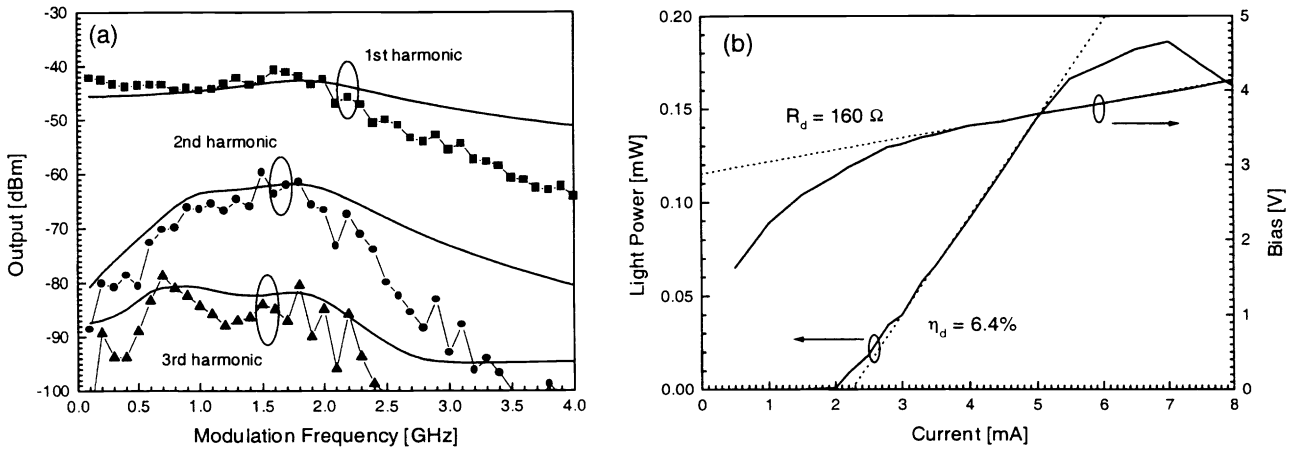 (a)
1st harmonic
2nd harmonic
3rd harmonic
-30
-40
-50
-60
-70
-80
-90
-100
Output [dBm]
0.0 0.5 1.0 1.5 2.0 2.5 3.0 3.5 4.0
Modulation Frequency [GHz]
(b)
R_d = 160 Ω
η_d = 6.4%
0.20
0.15
0.10
0.05
0.00
Light Power [mW]
5
4
3
2
1
0
Bias [V]
0 1 2 3 4 5 6 7 8
Current [mA]